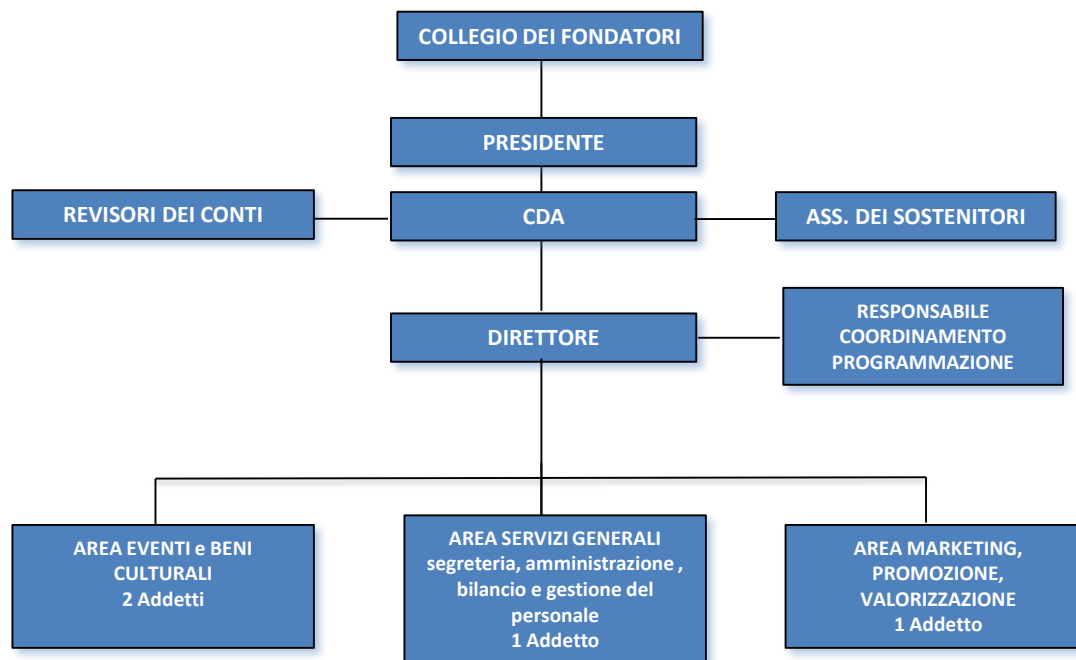 COLLEGIO DEI FONDATORI
PRESIDENTE
REVISORI DEI CONTI
CDA
ASS. DEI SOSTENITORI
DIRETTORE
RESPONSABILE
COORDINAMENTO
PROGRAMMAZIONE
AREA EVENTI e BENI
CULTURALI
2 Addetti
AREA SERVIZI GENERALI
segreteria, amministrazione ,
bilancio e gestione del
personale
1 Addetto
AREA MARKETING,
PROMOZIONE,
VALORIZZAZIONE
1 Addetto